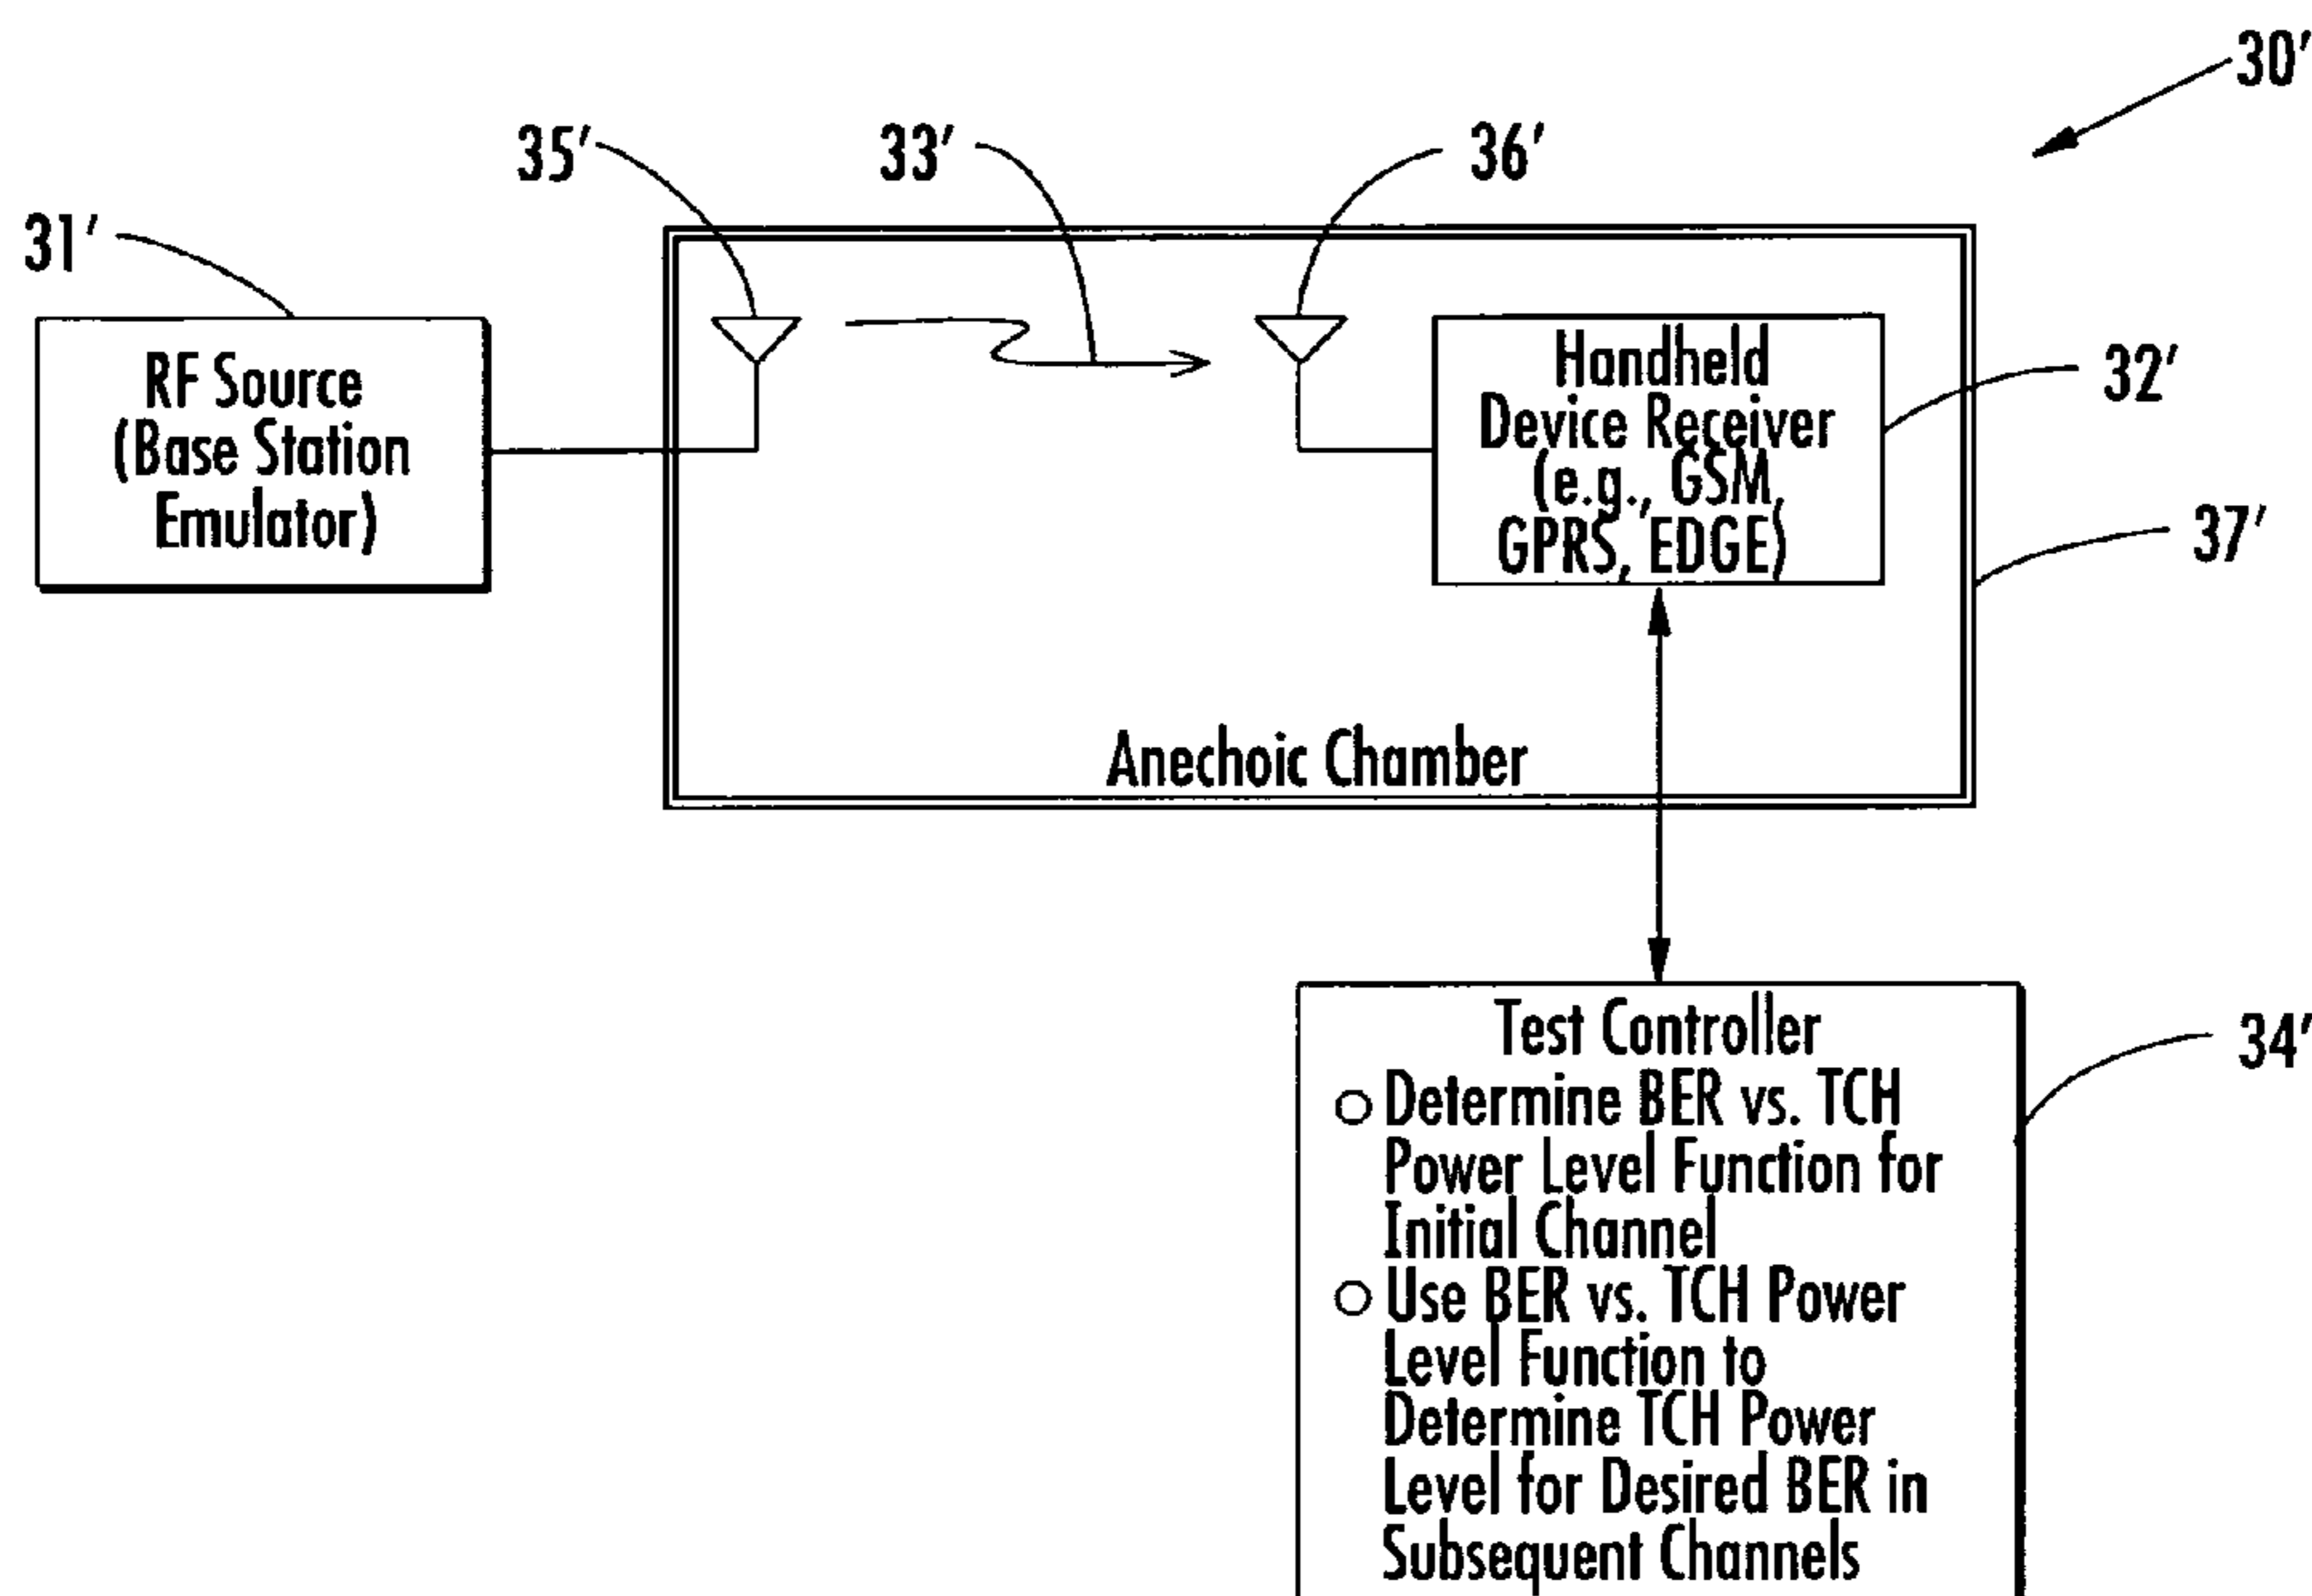 30′
35′
33′
36′
31′
RF Source
(Base Station
Emulator)
Handheld
Device Receiver
(e.g., GSM,
GPRS, EDGE)
32′
37′
Anechoic Chamber
Test Controller
34′
○ Determine BER vs. TCH
Power Level Function for
Initial Channel
○ Use BER vs. TCH Power
Level Function to
Determine TCH Power
Level for Desired BER in
Subsequent Channels